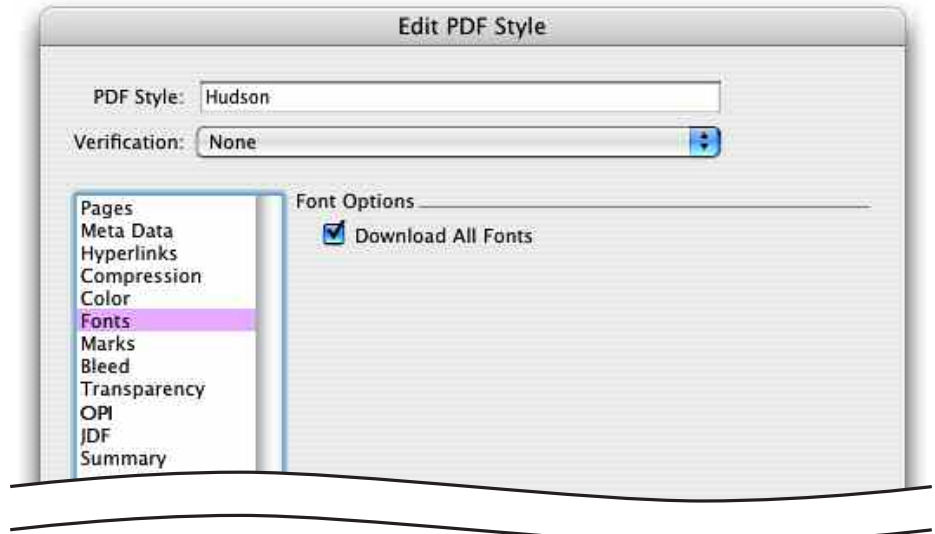 Edit PDF Style
PDF Style: Hudson
Verification: None
Pages
Meta Data
Hyperlinks
Compression
Color
Fonts
Marks
Bleed
Transparency
OPI
JDF
Summary
Font Options
Download All Fonts